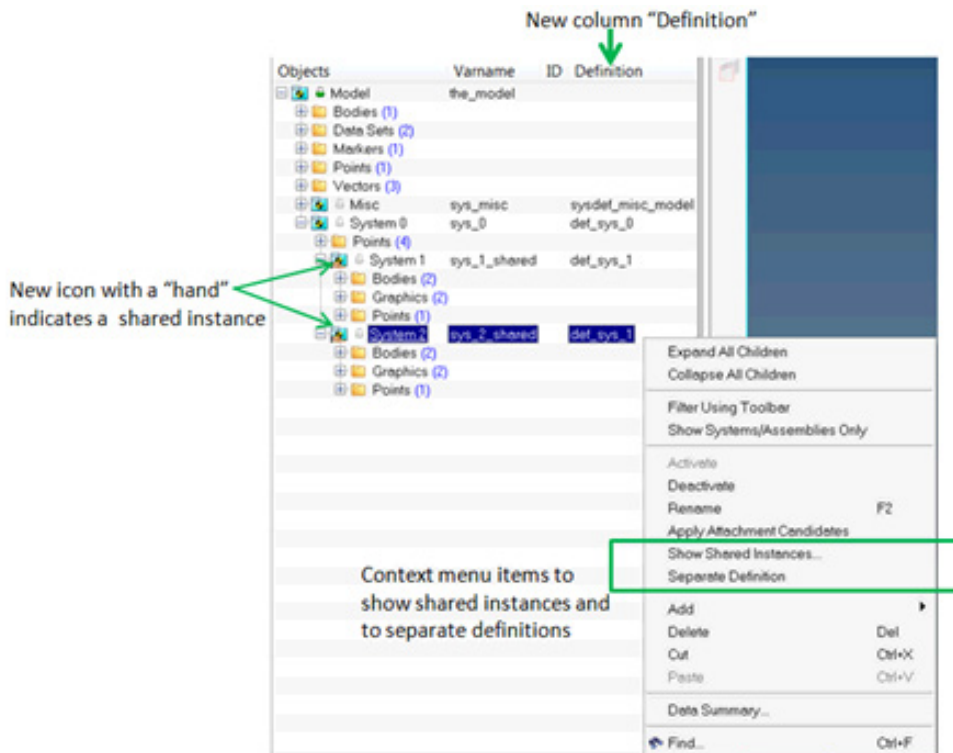 New column “Definition”
Objects Varname ID Definition
Model the_model
Bodies (1)
Data Sets (2)
Markers (1)
Points (1)
Vectors (3)
Misc sys_misc sysdef_misc_model
System 0 sys_0 def_sys_0
Points (4)
System 1 sys_1_shared def_sys_1
Bodies (2)
Graphics (2)
Points (1)
System 2 sys_2_shared def_sys_1
Bodies (2)
Graphics (2)
Points (1)
New icon with a “hand”
indicates a shared instance
Expand All Children
Collapse All Children
Filter Using Toolbar
Show Systems/Assemblies Only
Activate
Deactivate
Rename F2
Apply Attachment Candidates
Show Shared Instances...
Separate Definition
Add
Delete Del
Cut Ctrl+X
Paste Ctrl+V
Data Summary...
Find... Ctrl+F
Context menu items to
show shared instances and
to separate definitions